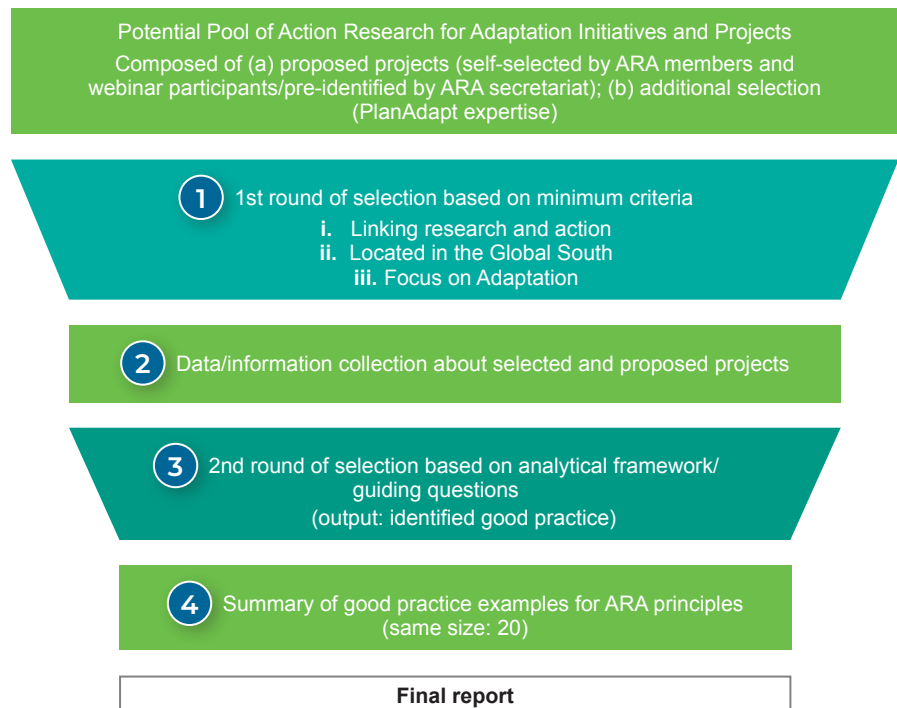 Potential Pool of Action Research for Adaptation Initiatives and Projects
Composed of (a) proposed projects (self-selected by ARA members and
webinar participants/pre-identified by ARA secretariat); (b) additional selection
(PlanAdapt expertise)
1 1st round of selection based on minimum criteria
i. Linking research and action
ii. Located in the Global South
iii. Focus on Adaptation
2 Data/information collection about selected and proposed projects
3 2nd round of selection based on analytical framework/
guiding questions
(output: identified good practice)
4 Summary of good practice examples for ARA principles
(same size: 20)
Final report